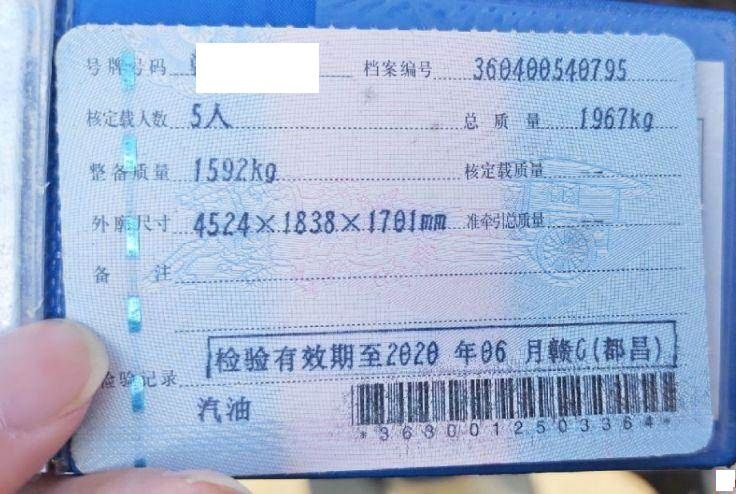 号牌号码 档案编号 360400540795
核定载人数 5人 总质量 1967kg
整备质量 1592kg 核定载质量 --
外廓尺寸 4524×1838×1701mm 准牵引总质量 --
备注
检验记录 检验有效期至2020年06月赣G(都昌)
汽油
*3630012503364*